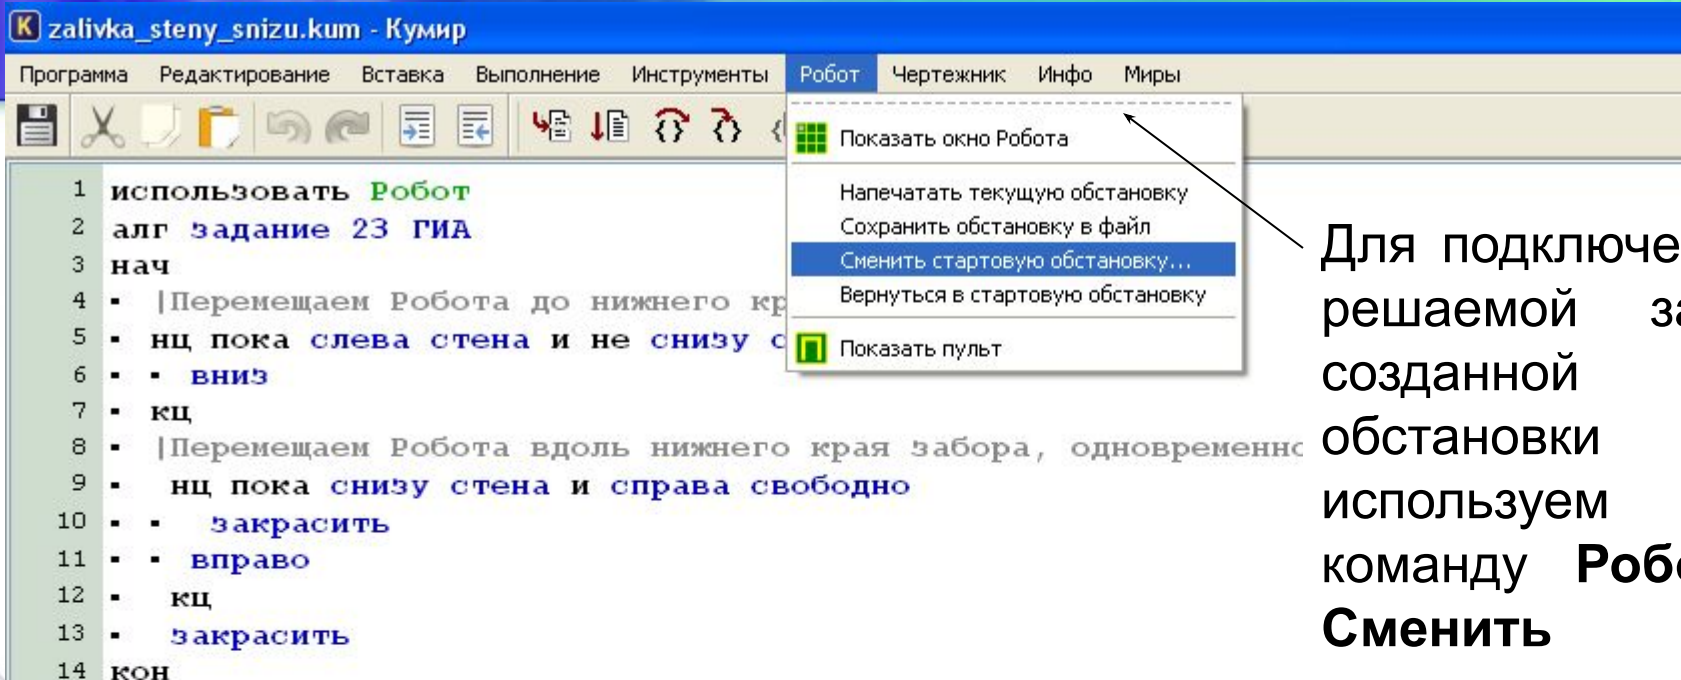 zalivka_steny_snizu.kum - Кумир
Программа Редактирование Вставка Выполнение Инструменты Робот Чертежник Инфо Миры
Показать окно Робота
Напечатать текущую обстановку
Сохранить обстановку в файл
Сменить стартовую обстановку...
Вернуться в стартовую обстановку
Показать пульт
1 использовать Робот
2 алг задание 23 ГИА
3 нач
4 |Перемещаем Робота до нижнего
5 нц пока слева стена и не снизу
6 вниз
7 кц
8 |Перемещаем Робота вдоль нижнего края забора, одновременно
9 нц пока снизу стена и справа свободно
10 закрасить
11 вправо
12 кц
13 закрасить
14 кон
Для
решаемой
созданной
обстановки
используем
команду
Сменить